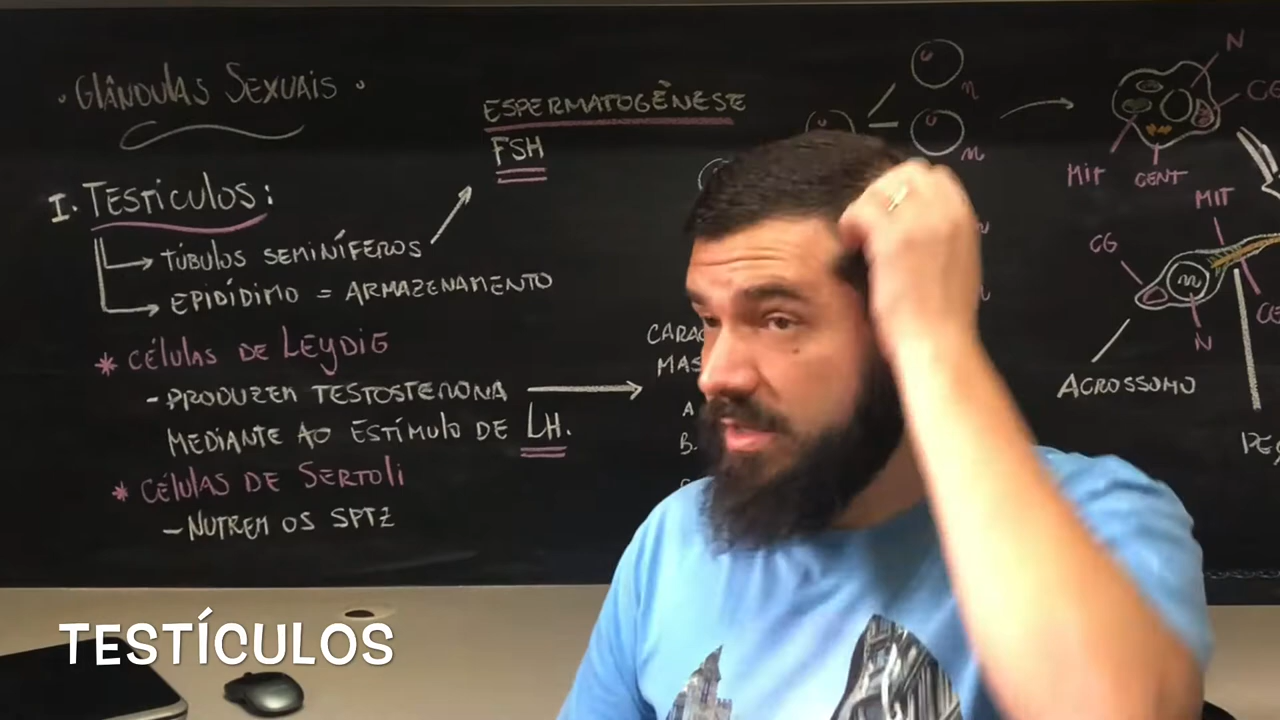 . Glândulas Sexuais .
I. Testículos:
Túbulos Seminíferos
Epidídimo = Armazenamento
* Células de Leydig
- Produzem Testosterona
Mediante ao estímulo de LH.
* Células de Sertoli
- Nutrem os SPTZ
ESPERMATOGÊNESE
FSH
A
B.
C
n
n
N
MIT
CENT
MIT
CG
N
ACROSSOMO
TESTÍCULOS